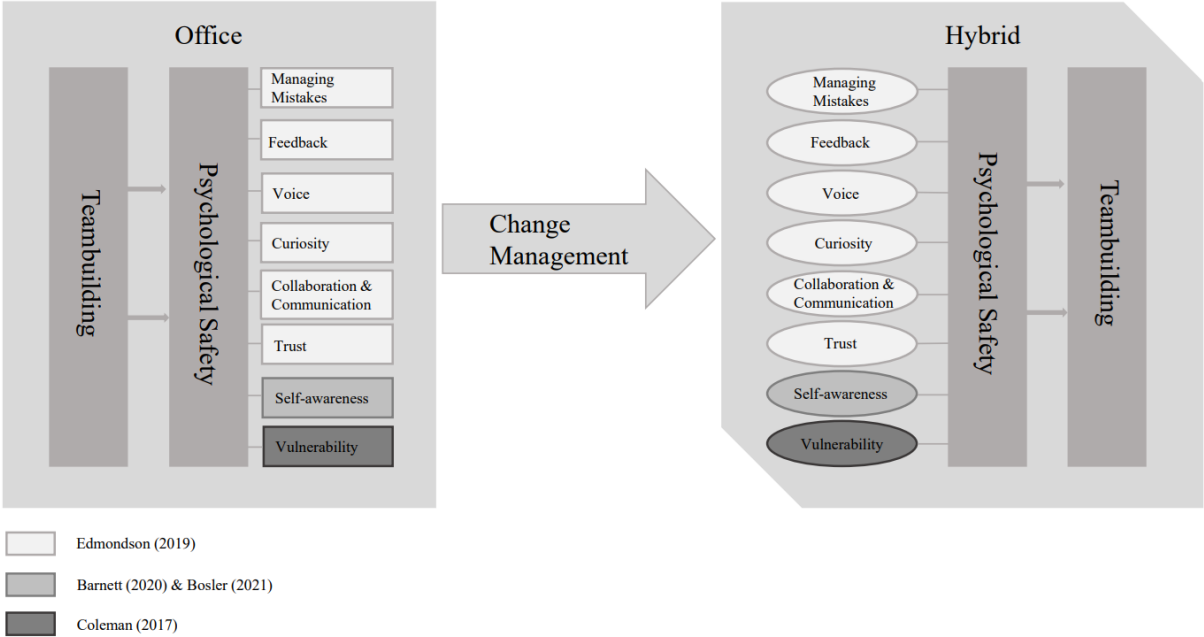 Office
Teambuilding
Psychological Safety
Managing
Mistakes
Feedback
Voice
Curiosity
Collaboration &
Communication
Trust
Self-awareness
Vulnerability
Change
Management
Hybrid
Managing
Mistakes
Feedback
Voice
Curiosity
Collaboration &
Communication
Trust
Self-awareness
Vulnerability
Psychological Safety
Teambuilding
Edmondson (2019)
Barnett (2020) & Bosler (2021)
Coleman (2017)